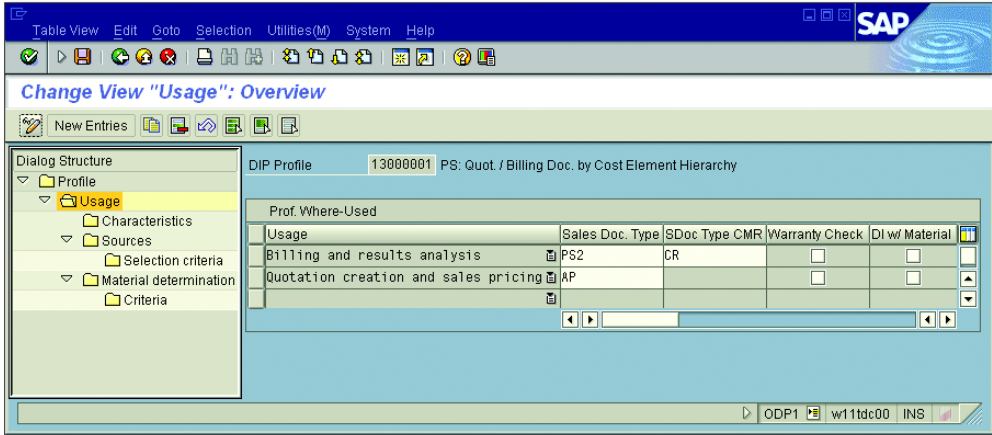 Table View Edit Goto Selection Utilities(M) System Help
SAP
Change View "Usage": Overview
New Entries
Dialog Structure
Profile
Usage
Characteristics
Sources
Selection criteria
Material determination
Criteria
DIP Profile 13000001 PS: Quot. / Billing Doc. by Cost Element Hierarchy
Prof. Where-Used
Usage Sales Doc. Type SDoc Type CMR Warranty Check DI w/ Material
Billing and results analysis PS2 CR
Quotation creation and sales pricing AP
ODP1 w11tdc00 INS